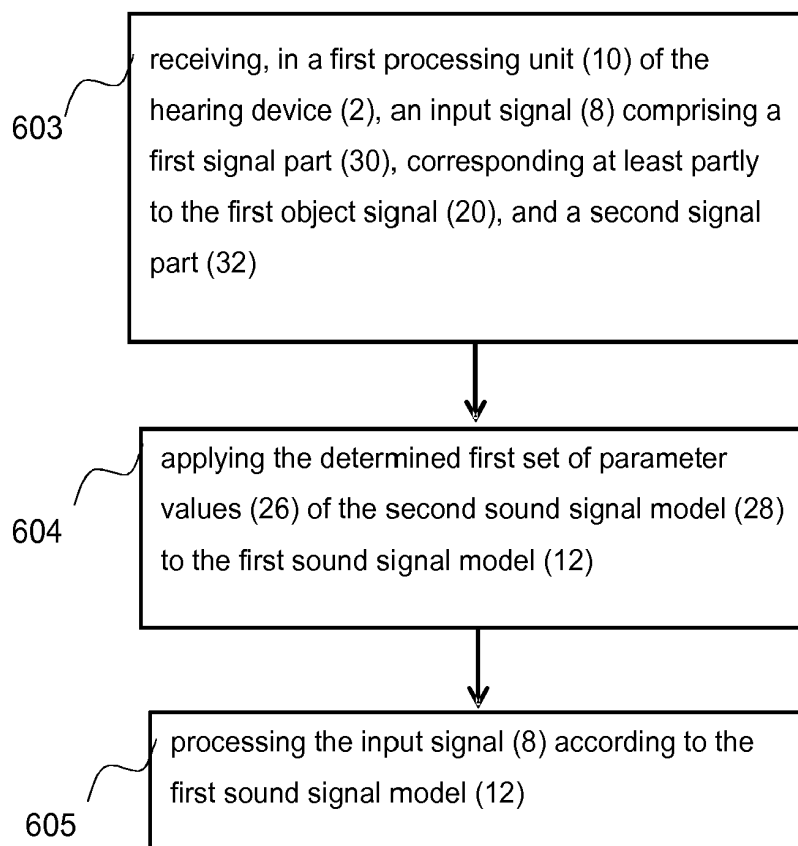 receiving, in a first processing unit (10) of the
hearing device (2), an input signal (8) comprising a
first signal part (30), corresponding at least partly
to the first object signal (20), and a second signal
part (32)
603
applying the determined first set of parameter
values (26) of the second sound signal model (28)
to the first sound signal model (12)
604
processing the input signal (8) according to the
first sound signal model (12)
605